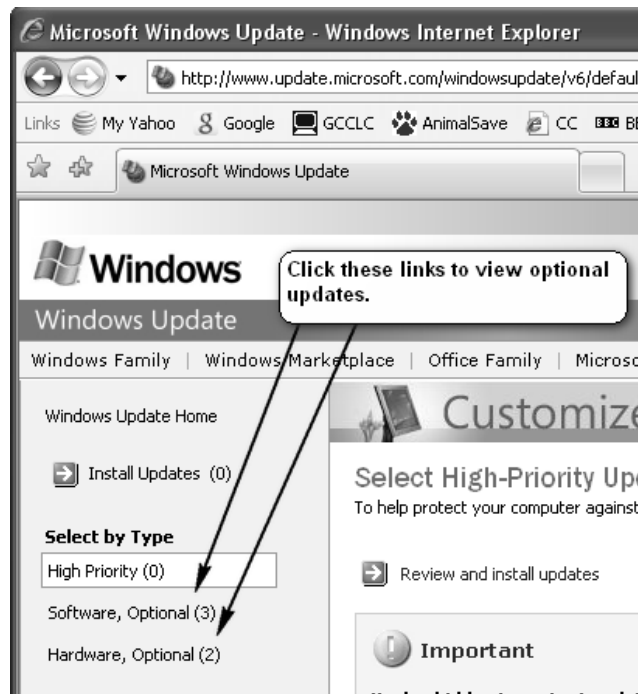 Microsoft Windows Update - Windows Internet Explorer
http://www.update.microsoft.com/windowsupdate/v6/defaul
Links My Yahoo Google GCCLC AnimalSave CC BBC BB
Microsoft Windows Update
Windows
Click these links to view optional
updates.
Windows Update
Windows Family | Windows Marketplace | Office Family | Microso
Customize
Windows Update Home
Install Updates (0)
Select High-Priority Up
To help protect your computer against
Select by Type
High Priority (0)
Review and install updates
Software, Optional (3)
Hardware, Optional (2)
Important